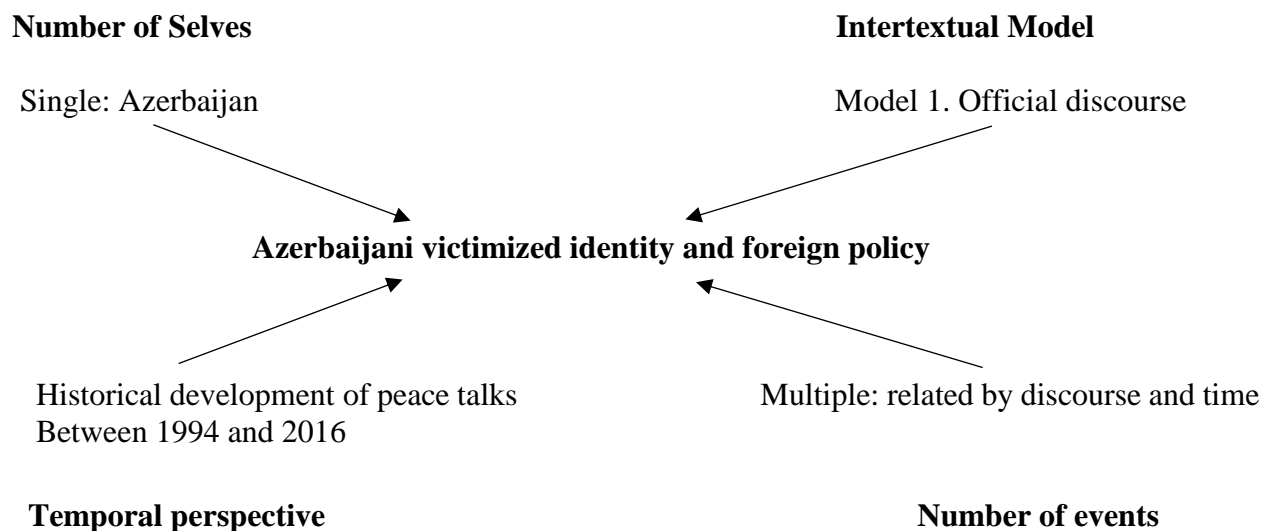 Number of Selves
Intertextual Model
Single: Azerbaijan
Model 1. Official discourse
Azerbaijani victimized identity and foreign policy
Historical development of peace talks
Between 1994 and 2016
Multiple: related by discourse and time
Temporal perspective
Number of events